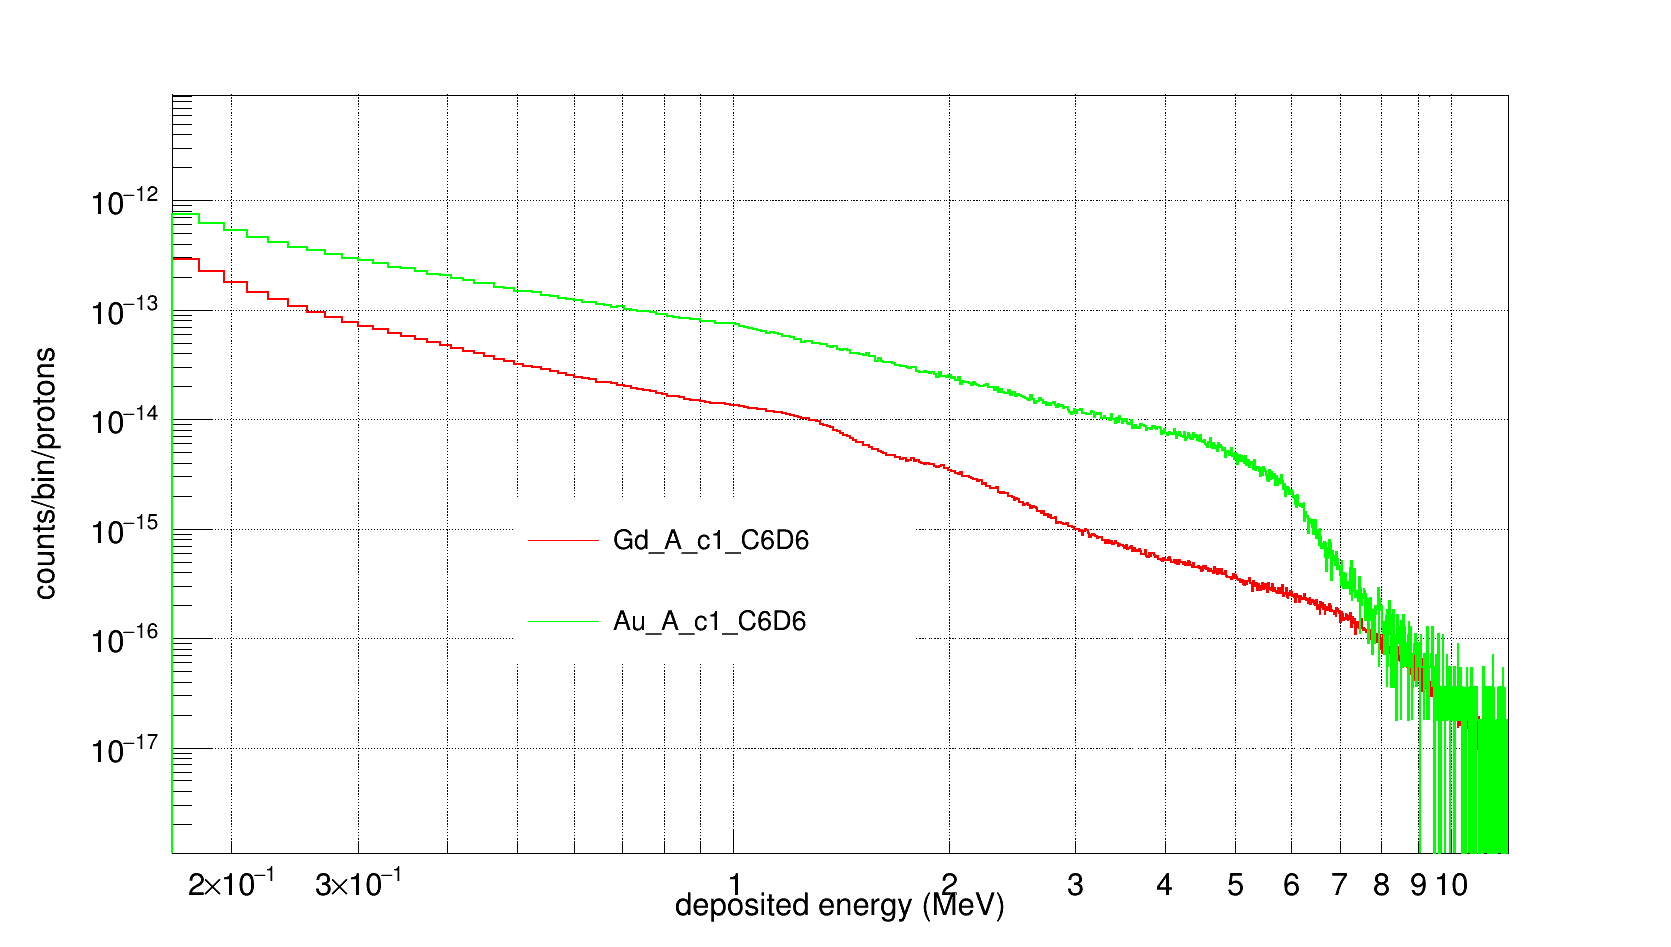 10⁻¹²
10⁻¹³
10⁻¹⁴
10⁻¹⁵
10⁻¹⁶
10⁻¹⁷
counts/bin/protons
Gd_A_c1_C6D6
Au_A_c1_C6D6
2×10⁻¹ 3×10⁻¹ 1 2 3 4 5 6 7 8 9 10
deposited energy (MeV)